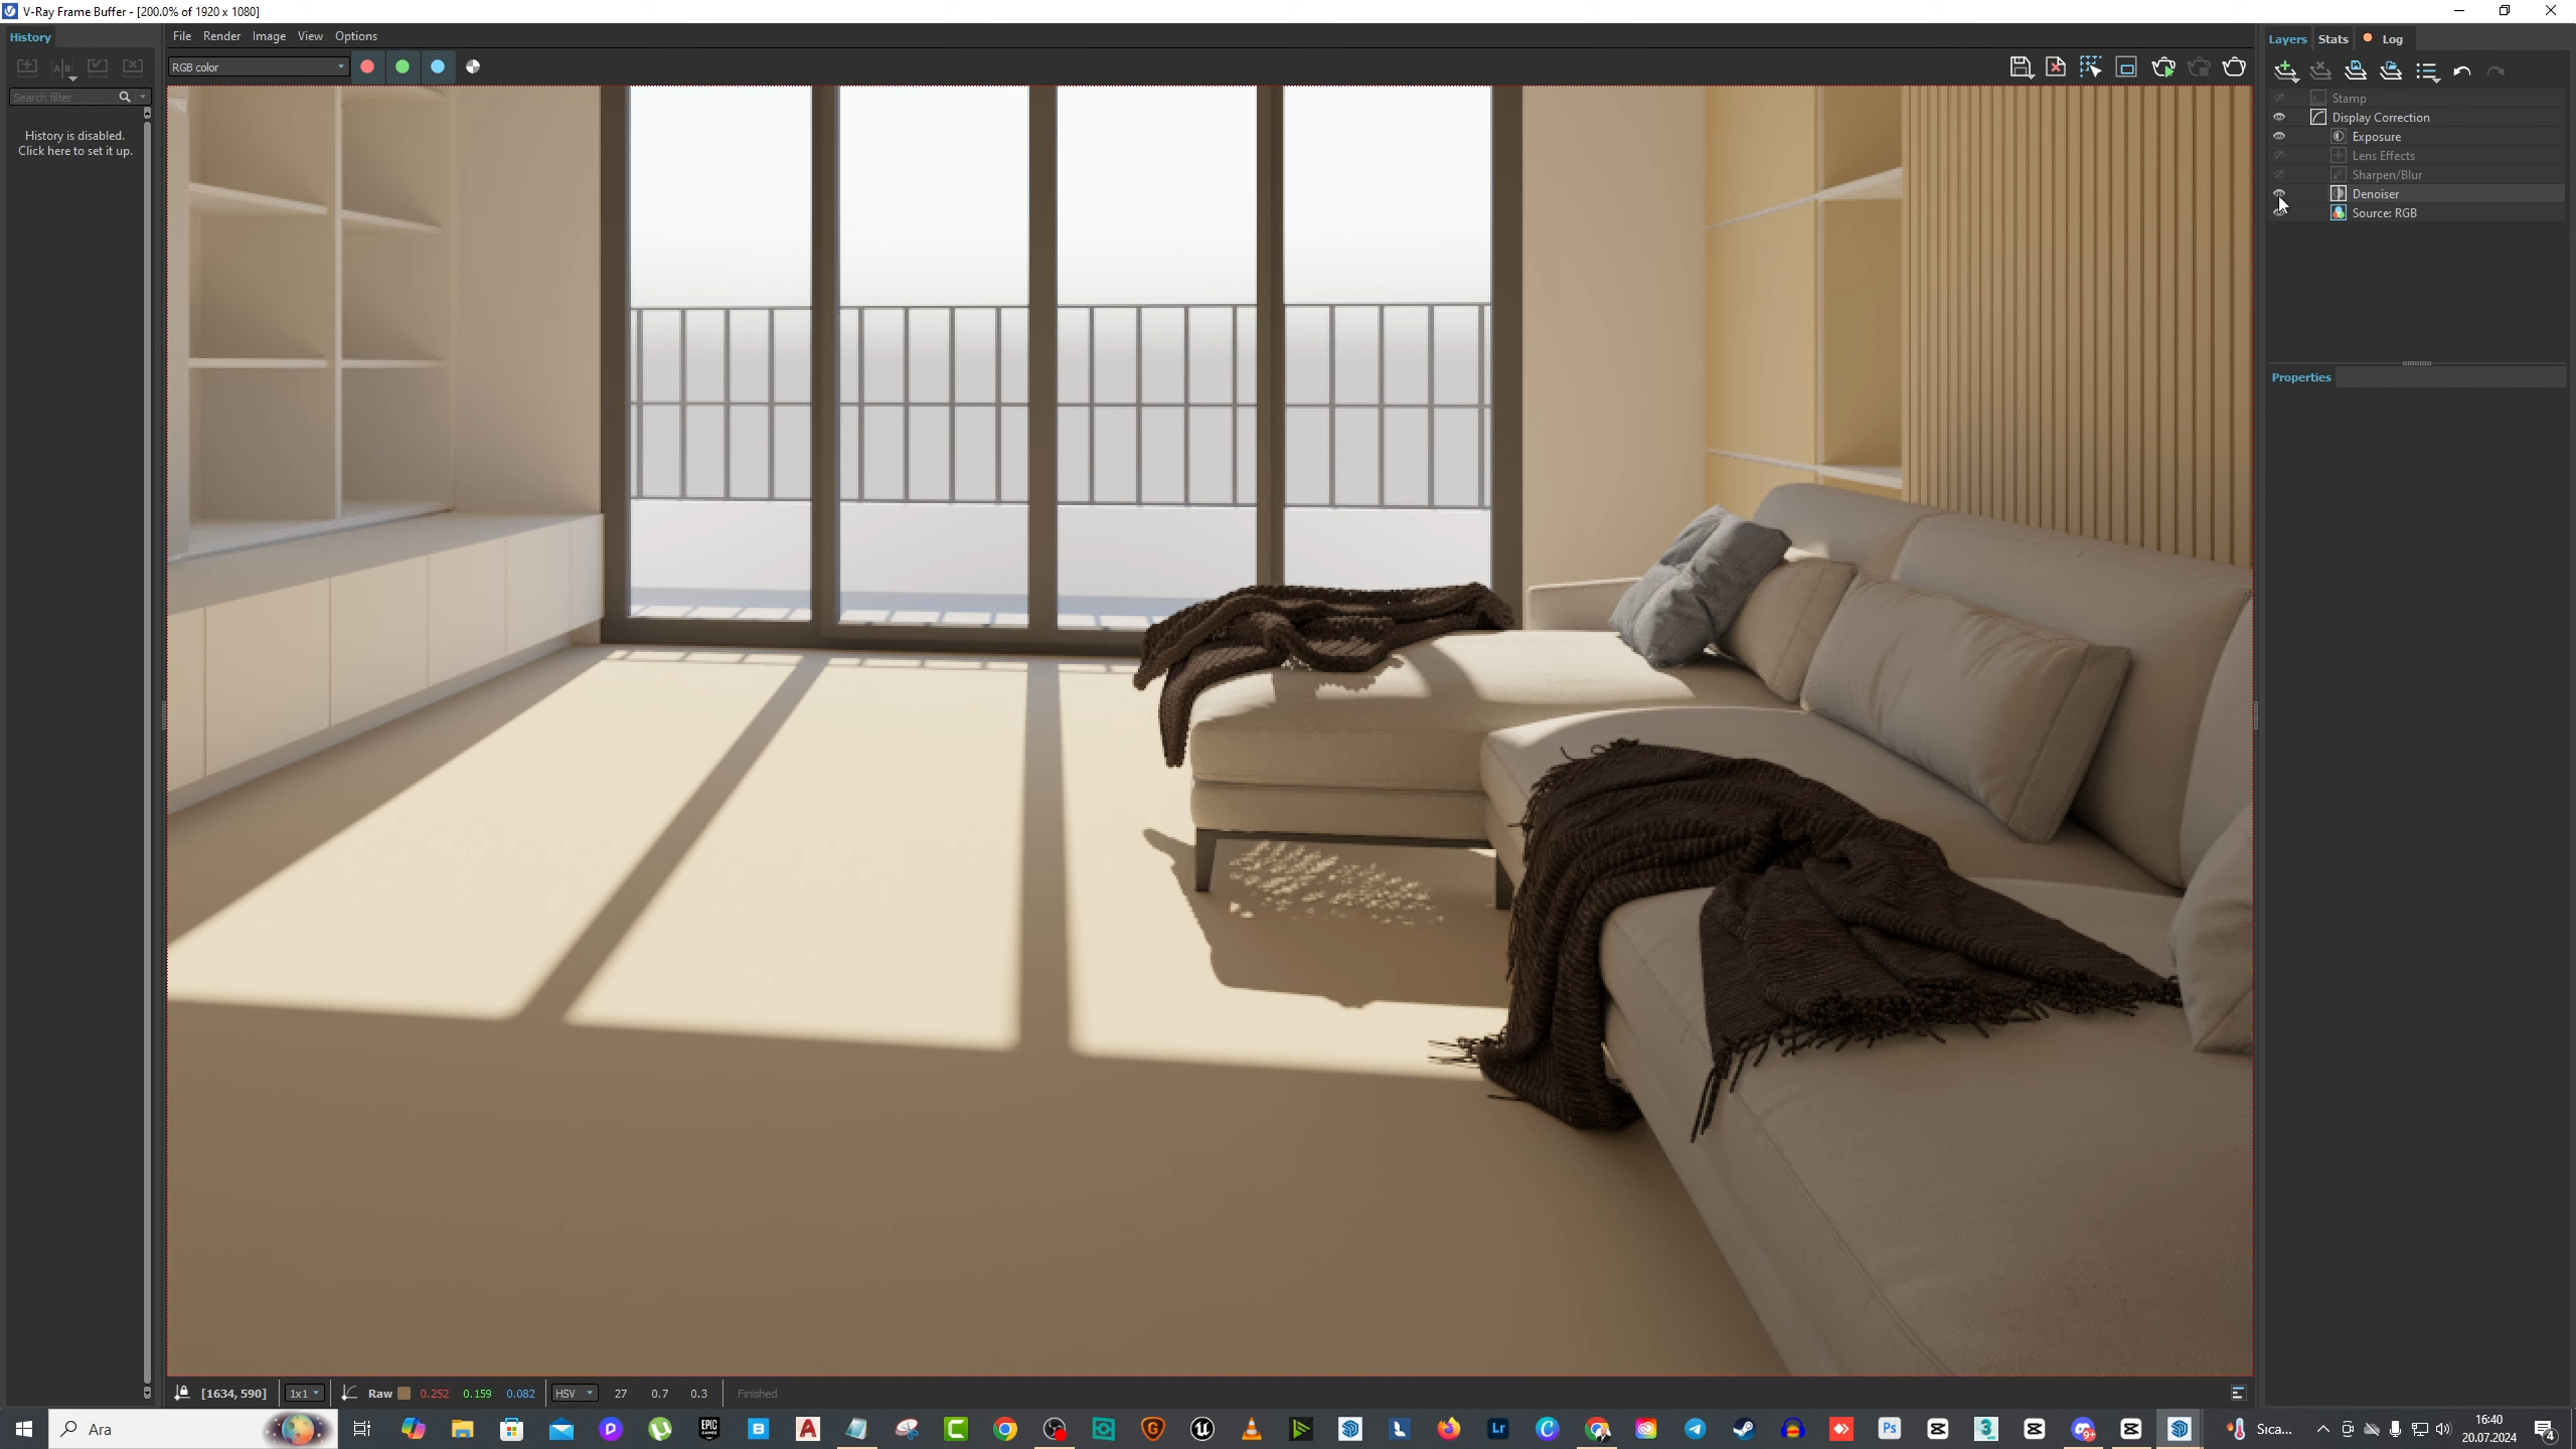 V-Ray Frame Buffer - [200.0% of 1920 x 1080]
History
File Render Image View Options
Layers Stats Log
RGB color
Search filter
History is disabled.
Click here to set it up.
Stamp
Display Correction
Exposure
Lens Effects
Sharpen/Blur
Denoiser
Source: RGB
Properties
[1634, 590] 1x1 Raw 0.252 0.159 0.082 HSV 27 0.7 0.3 Finished
Ara
Sıca...
16:40
20.07.2024